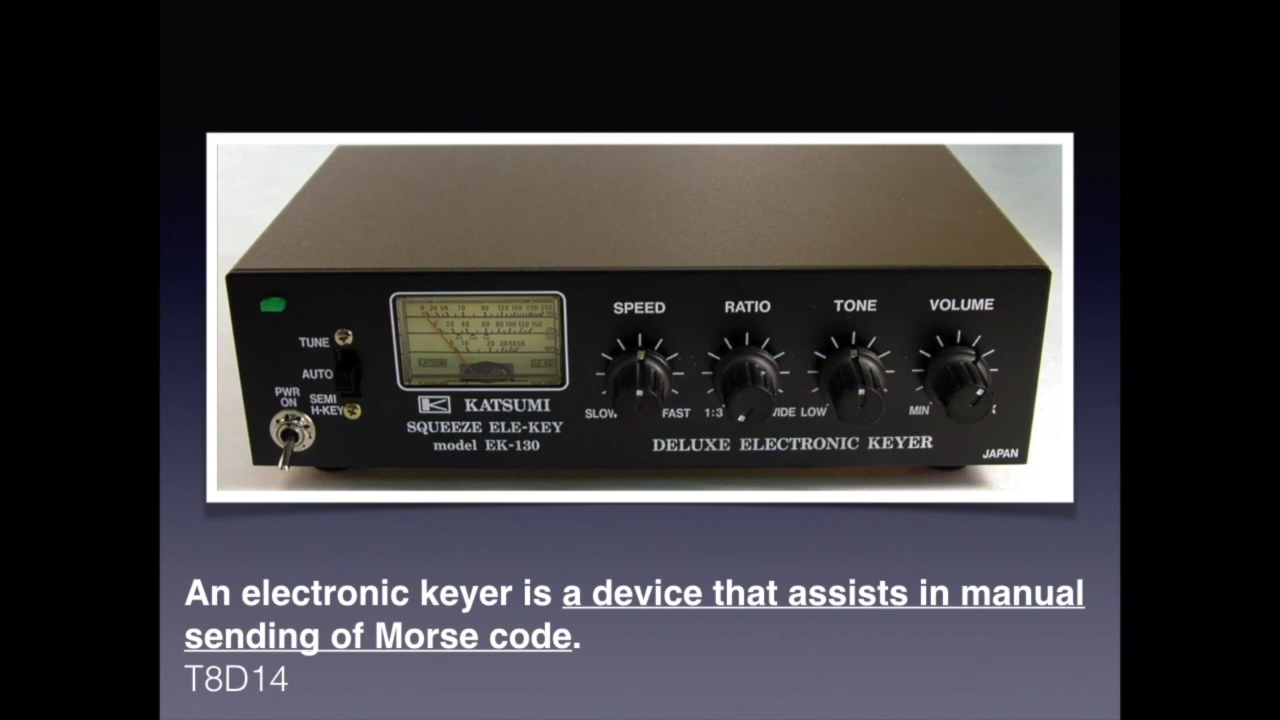 SPEED RATIO TONE VOLUME
TUNE
AUTO
PWR
ON
SEMI
H-KEY
KATSUMI
SLOW FAST 1:3 WIDE LOW MIN
SQUEEZE ELE-KEY
model EK-130
DELUXE ELECTRONIC KEYER
JAPAN
An electronic keyer is a device that assists in manual
sending of Morse code.
T8D14